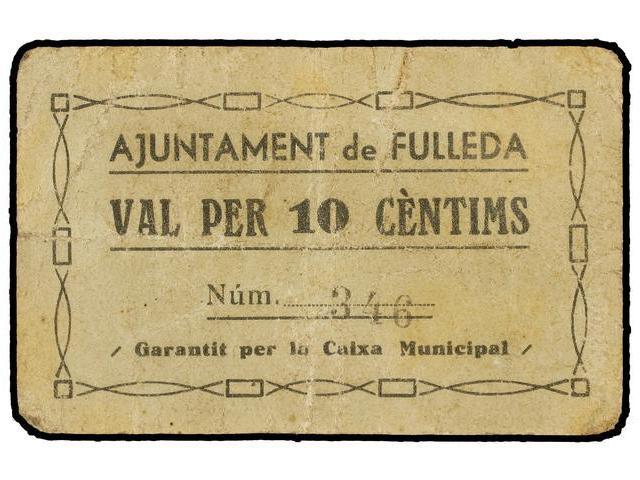 AJUNTAMENT de FULLEDA
VAL PER 10 CÈNTIMS
Núm. 346
Garantit per la Caixa Municipal